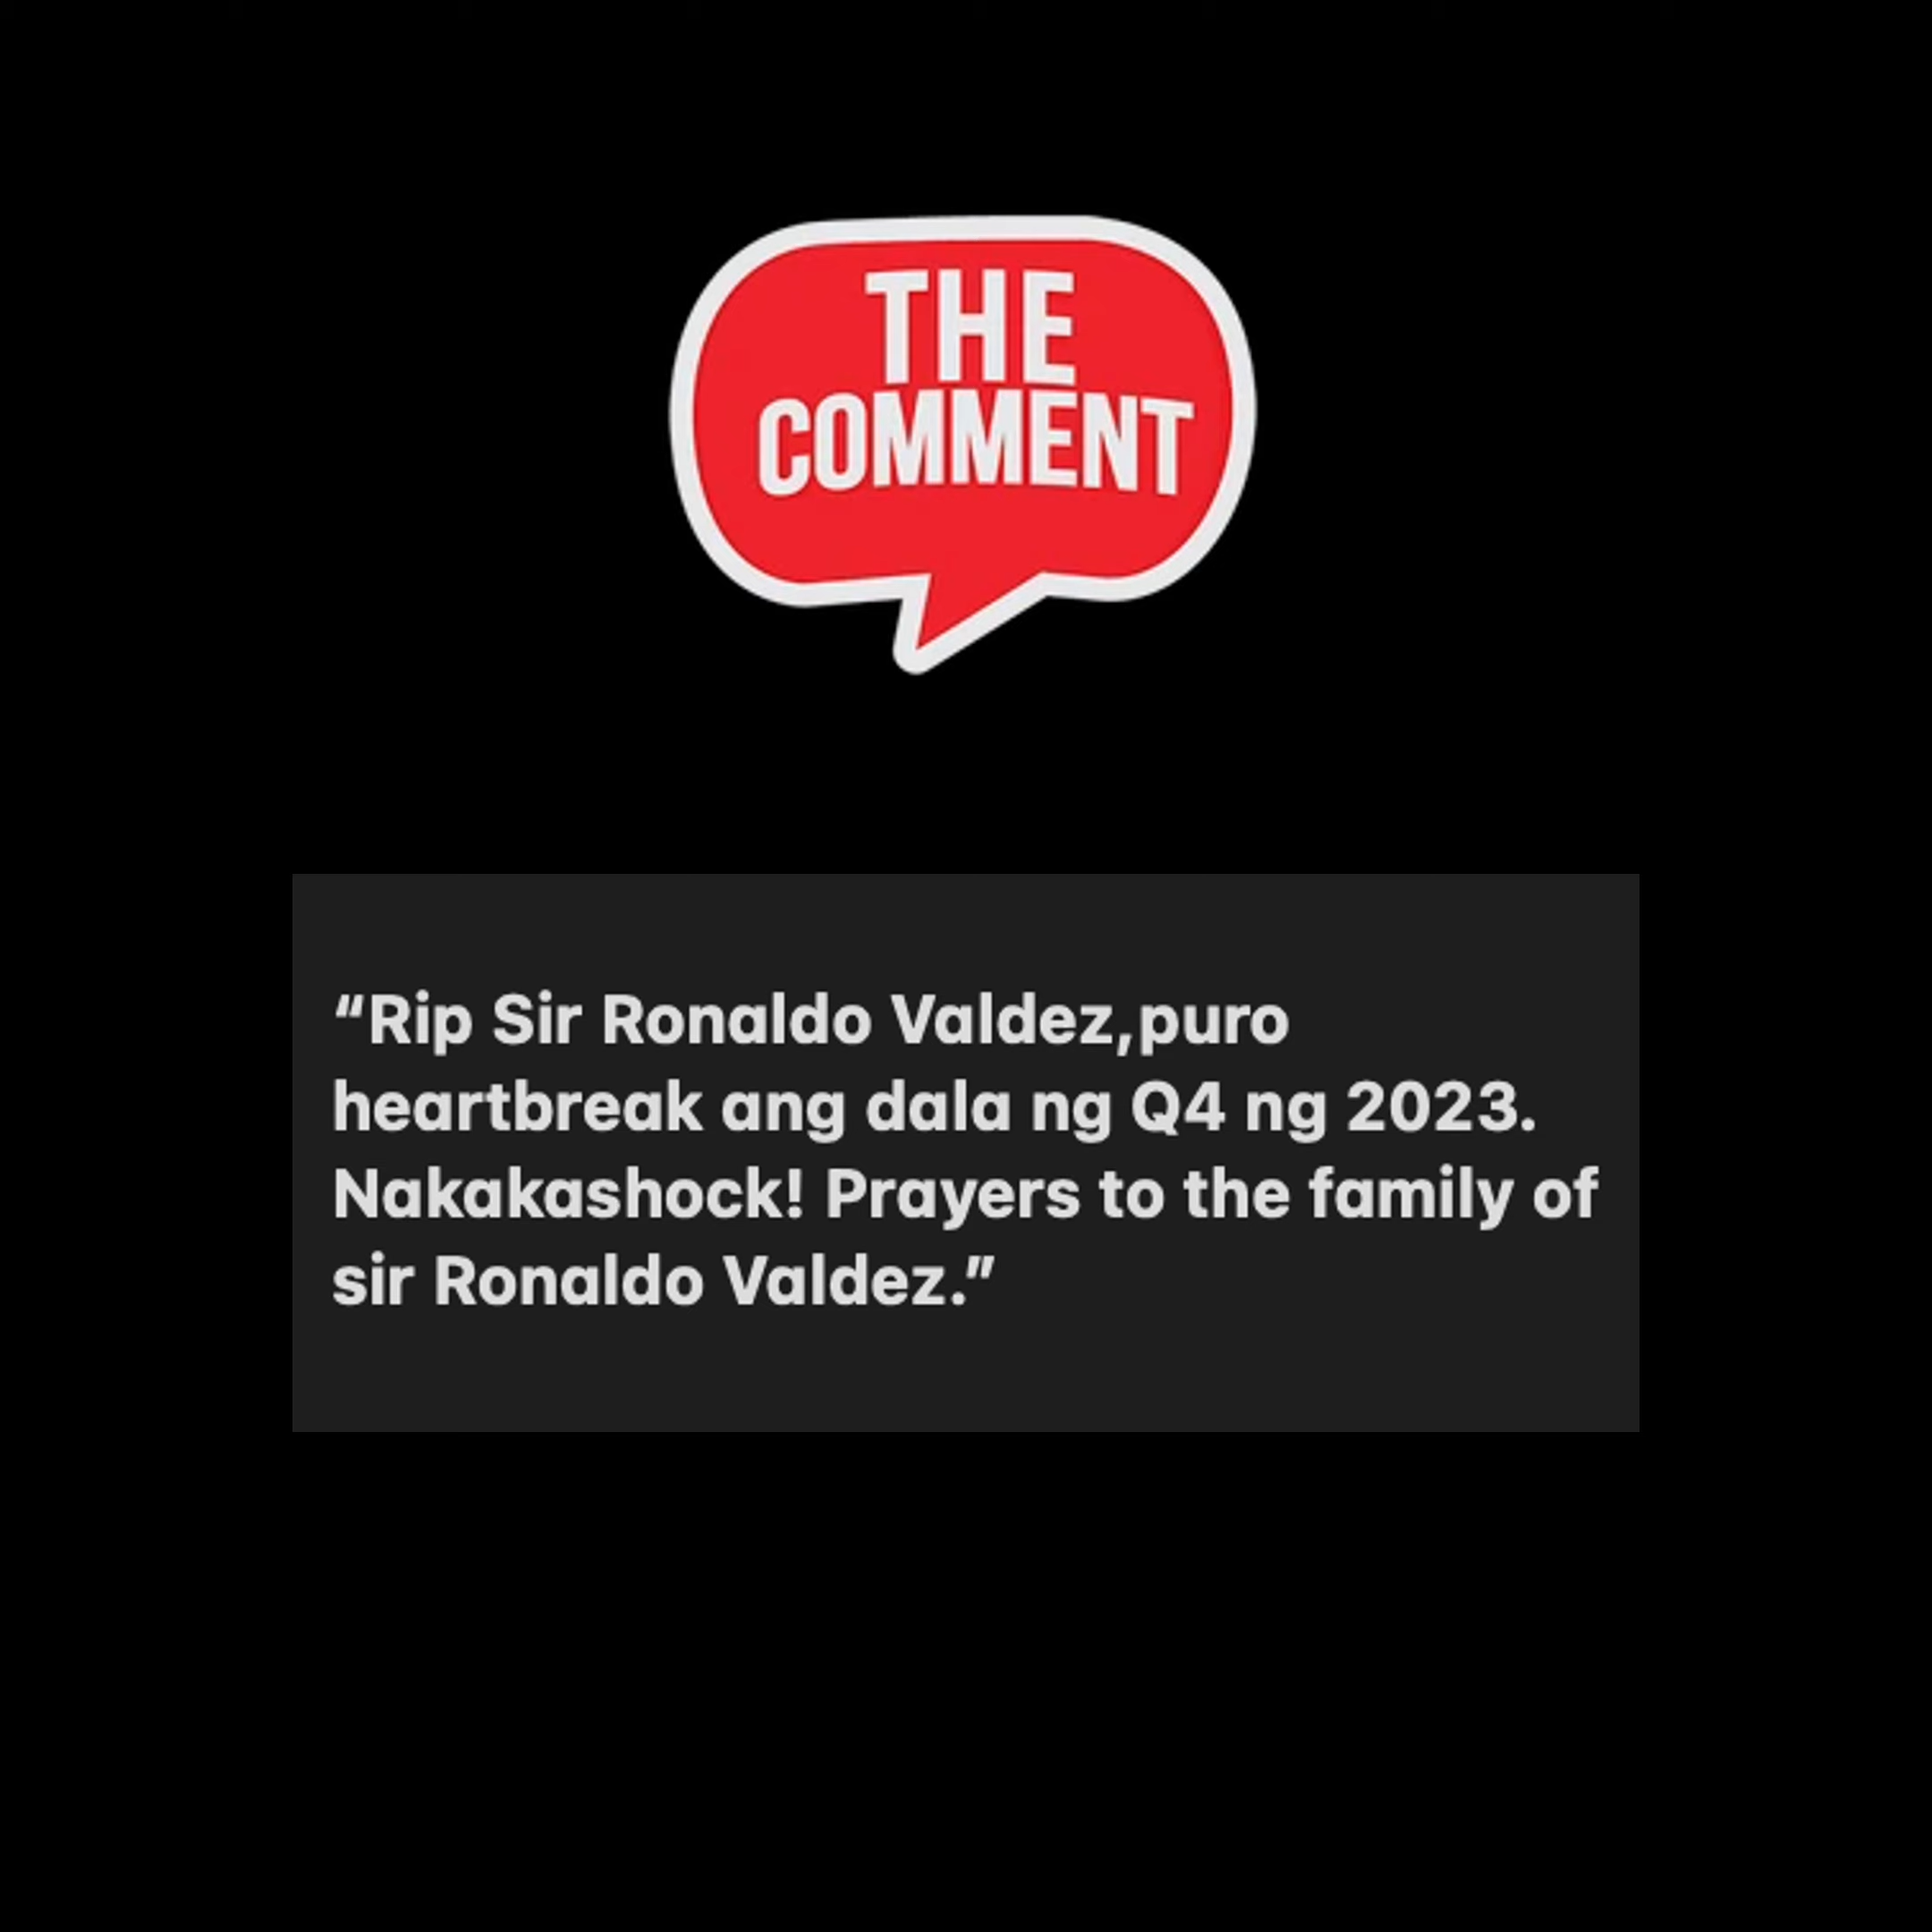 THE
COMMENT
“Rip Sir Ronaldo Valdez,puro
heartbreak ang dala ng Q4 ng 2023.
Nakakashock! Prayers to the family of
sir Ronaldo Valdez.”